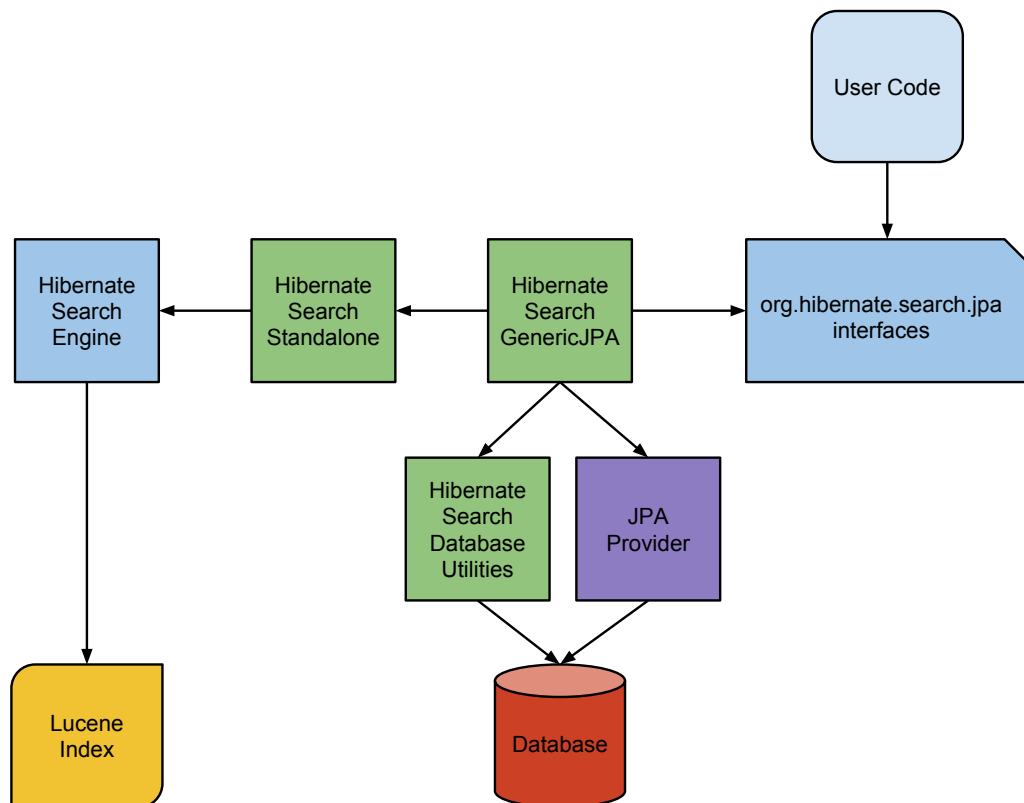 User Code
Hibernate
Search
Engine
Hibernate
Search
Standalone
Hibernate
Search
GenericJPA
org.hibernate.search.jpa
interfaces
Hibernate
Search
Database
Utilities
JPA
Provider
Lucene
Index
Database